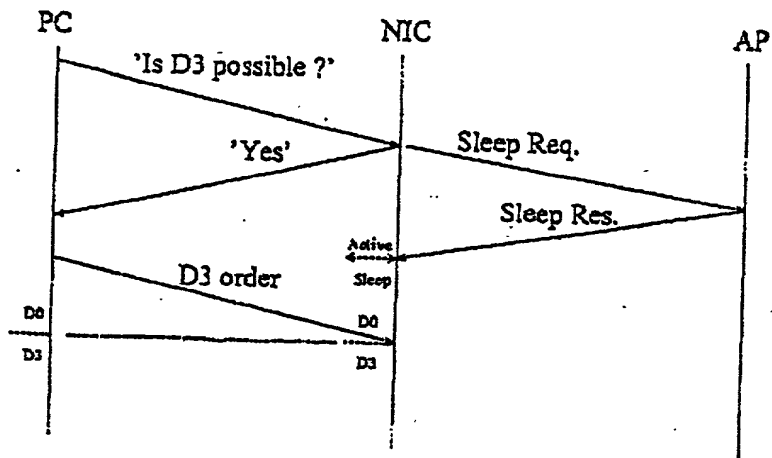 PC
NIC
AP
'Is D3 possible ?'
'Yes'
Sleep Req.
Sleep Res.
Active
Sleep
D3 order
D0
D0
D3
D3